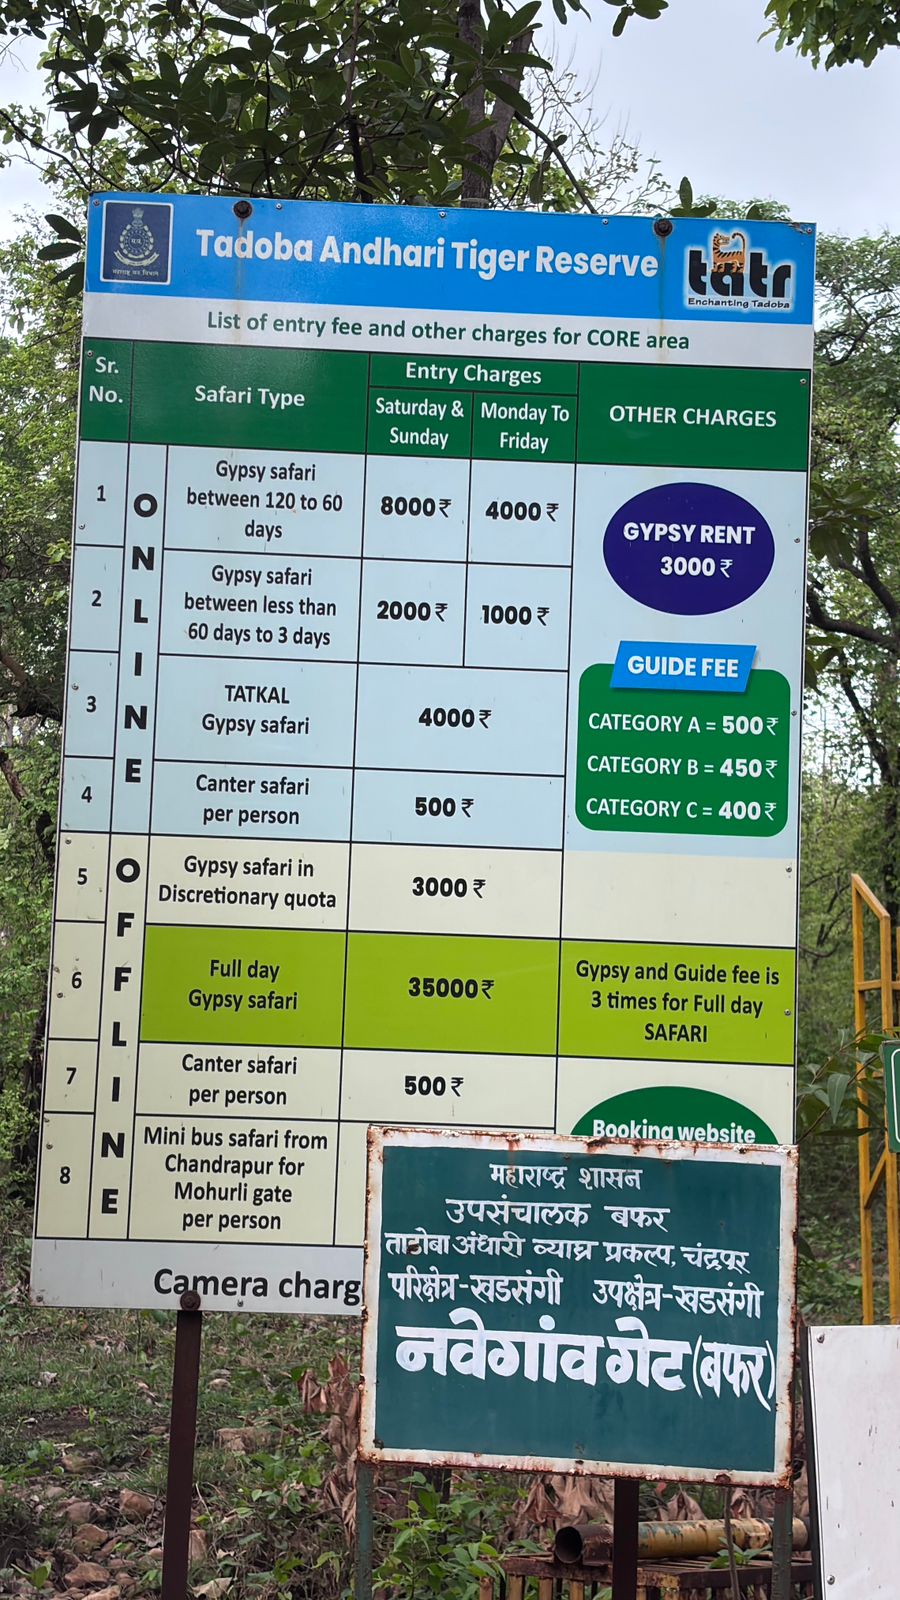 Tadoba Andhari Tiger Reserve
महाराष्ट्र वन विभाग
tatr
Enchanting Tadoba
List of entry fee and other charges for CORE area
Sr. No.
Safari Type
Entry Charges
Saturday & Sunday
Monday To Friday
OTHER CHARGES
ONLINE
1
Gypsy safari
between 120 to 60
days
8000₹
4000₹
2
Gypsy safari
between less than
60 days to 3 days
2000₹
1000₹
3
TATKAL
Gypsy safari
4000₹
4
Canter safari
per person
500₹
GYPSY RENT
3000₹
GUIDE FEE
CATEGORY A = 500₹
CATEGORY B = 450₹
CATEGORY C = 400₹
OFFLINE
5
Gypsy safari in
Discretionary quota
3000₹
6
Full day
Gypsy safari
35000₹
Gypsy and Guide fee is
3 times for Full day
SAFARI
7
Canter safari
per person
500₹
8
Mini bus safari from
Chandrapur for
Mohurli gate
per person
Booking website
Camera charg
महाराष्ट्र शासन
उपसंचालक बफर
ताडोबा अंधारी व्याघ्र प्रकल्प, चंद्रपूर
परिक्षेत्र-खडसंगी उपक्षेत्र-खडसंगी
नवेगांव गेट (बफर)